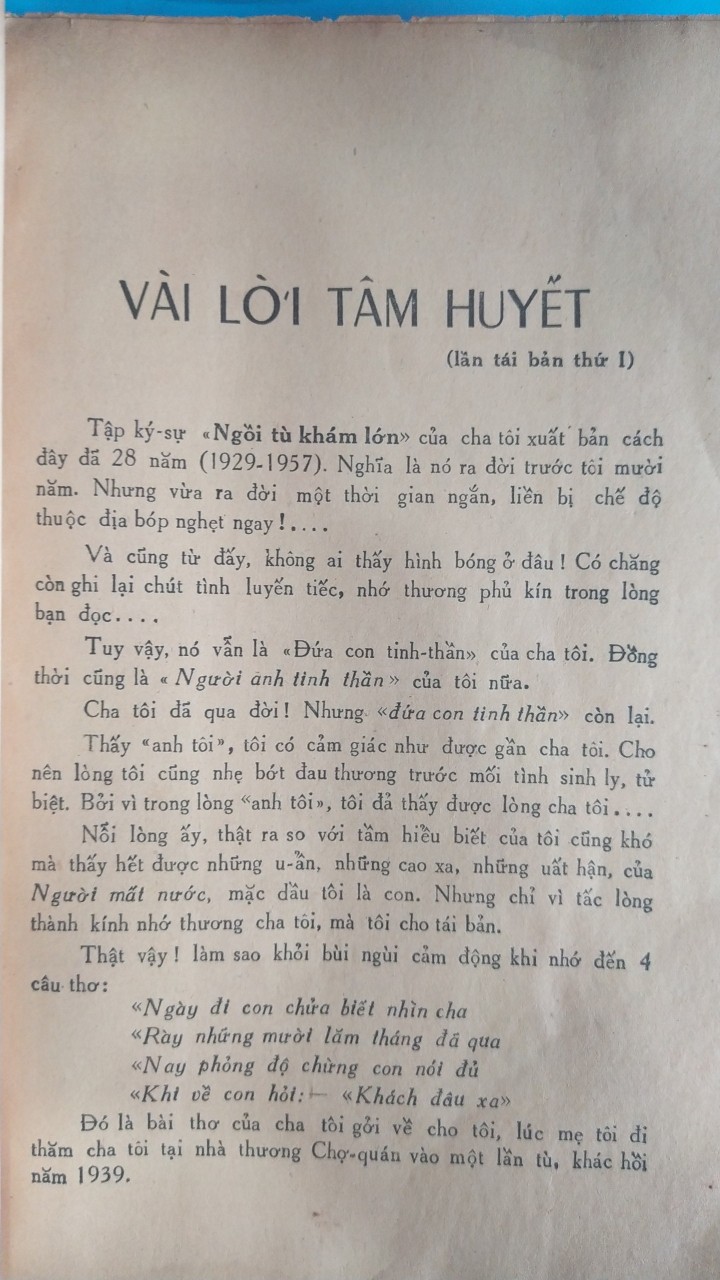 VÀI LỜI TÂM HUYẾT
(lần tái bản thứ I)
Tập ký-sự «Ngồi tù khám lớn» của cha tôi xuất bản cách
đây đã 28 năm (1929-1957). Nghĩa là nó ra đời trước tôi mười
năm. Nhưng vừa ra đời một thời gian ngắn, liền bị chế độ
thuộc địa bóp nghẹt ngay !....
Và cũng từ đấy, không ai thấy hình bóng ở đâu ! Có chăng
còn ghi lại chút tình luyến tiếc, nhớ thương phủ kín trong lòng
bạn đọc....
Tuy vậy, nó vẫn là «Đứa con tinh-thần» của cha tôi. Đồng
thời cũng là «Người anh tinh thần» của tôi nữa.
Cha tôi đã qua đời ! Nhưng «đứa con tinh thần» còn lại.
Thấy “anh tôi”, tôi có cảm giác như được gần cha tôi. Cho
nên lòng tôi cũng nhẹ bớt đau thương trước mối tình sinh ly, tử
biệt. Bởi vì trong lòng “anh tôi”, tôi đả thấy được lòng cha tôi....
Nỗi lòng ấy, thật ra so với tầm hiểu biết của tôi cũng khó
mà thấy hết được những u-ẩn, những cao xa, những uất hận, của
Người mất nước, mặc dầu tôi là con. Nhưng chỉ vì tấc lòng
thành kính nhớ thương cha tôi, mà tôi cho tái bản.
Thật vậy ! làm sao khỏi bùi ngùi cảm động khi nhớ đến 4
câu thơ:
«Ngày đi con chửa biết nhìn cha
«Rày những mười lăm tháng đã qua
«Nay phỏng độ chừng con nói đủ
«Khi về con hỏi: — «Khách đâu xa»
Đó là bài thơ của cha tôi gởi về cho tôi, lúc mẹ tôi đi
thăm cha tôi tại nhà thương Chợ-quán vào một lần tù, khác hồi
năm 1939.